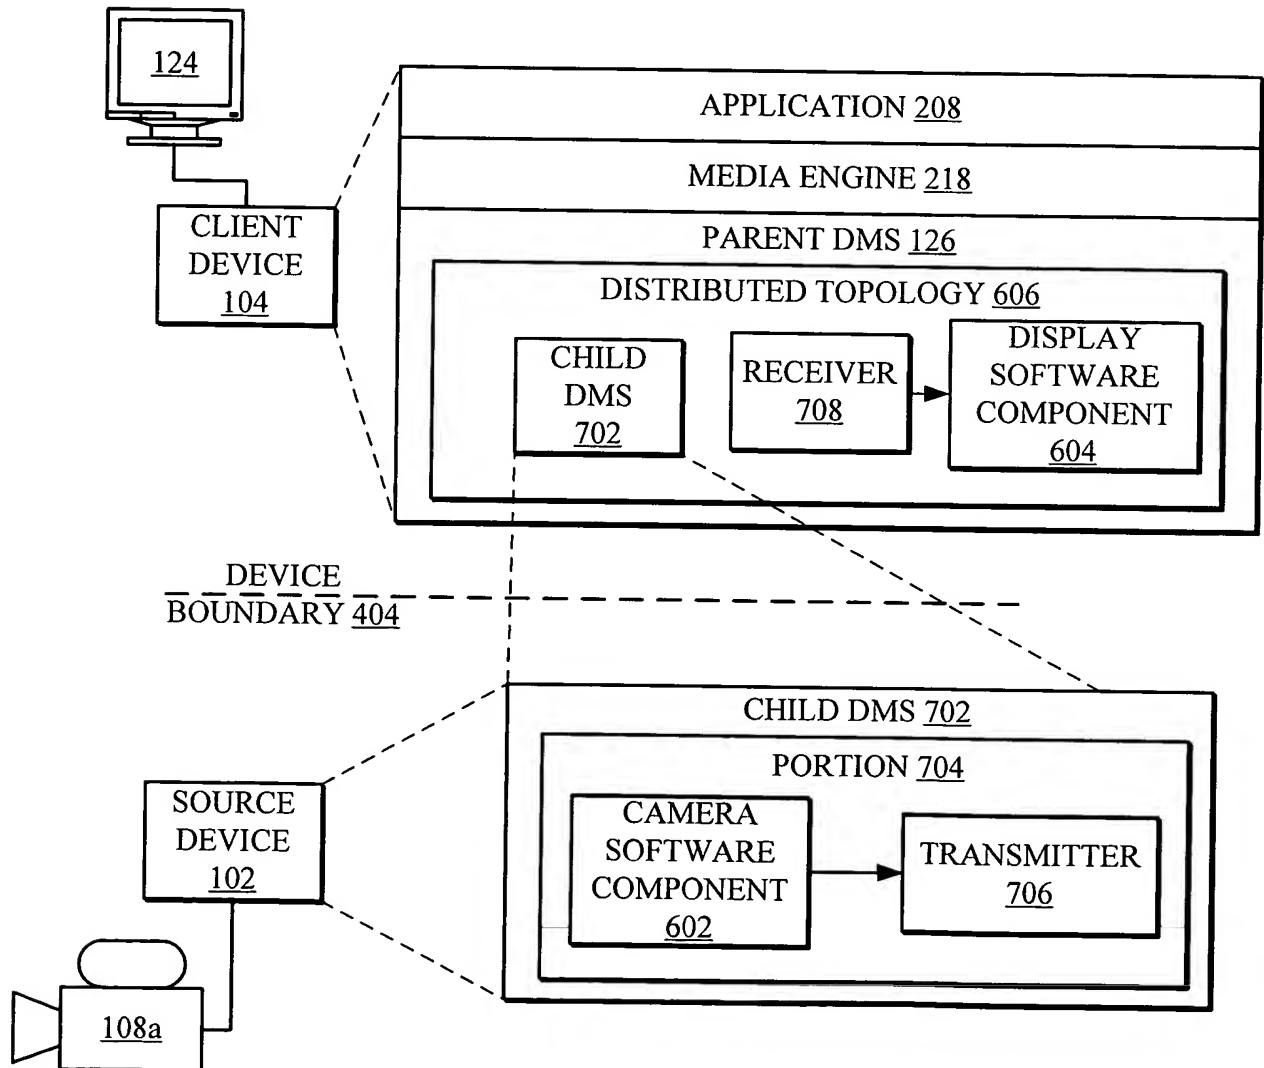 124
APPLICATION 208
MEDIA ENGINE 218
CLIENT
DEVICE
104
PARENT DMS 126
DISTRIBUTED TOPOLOGY 606
CHILD
DMS
702
RECEIVER
708
DISPLAY
SOFTWARE
COMPONENT
604
DEVICE
BOUNDARY 404
CHILD DMS 702
PORTION 704
SOURCE
DEVICE
102
CAMERA
SOFTWARE
COMPONENT
602
TRANSMITTER
706
108a